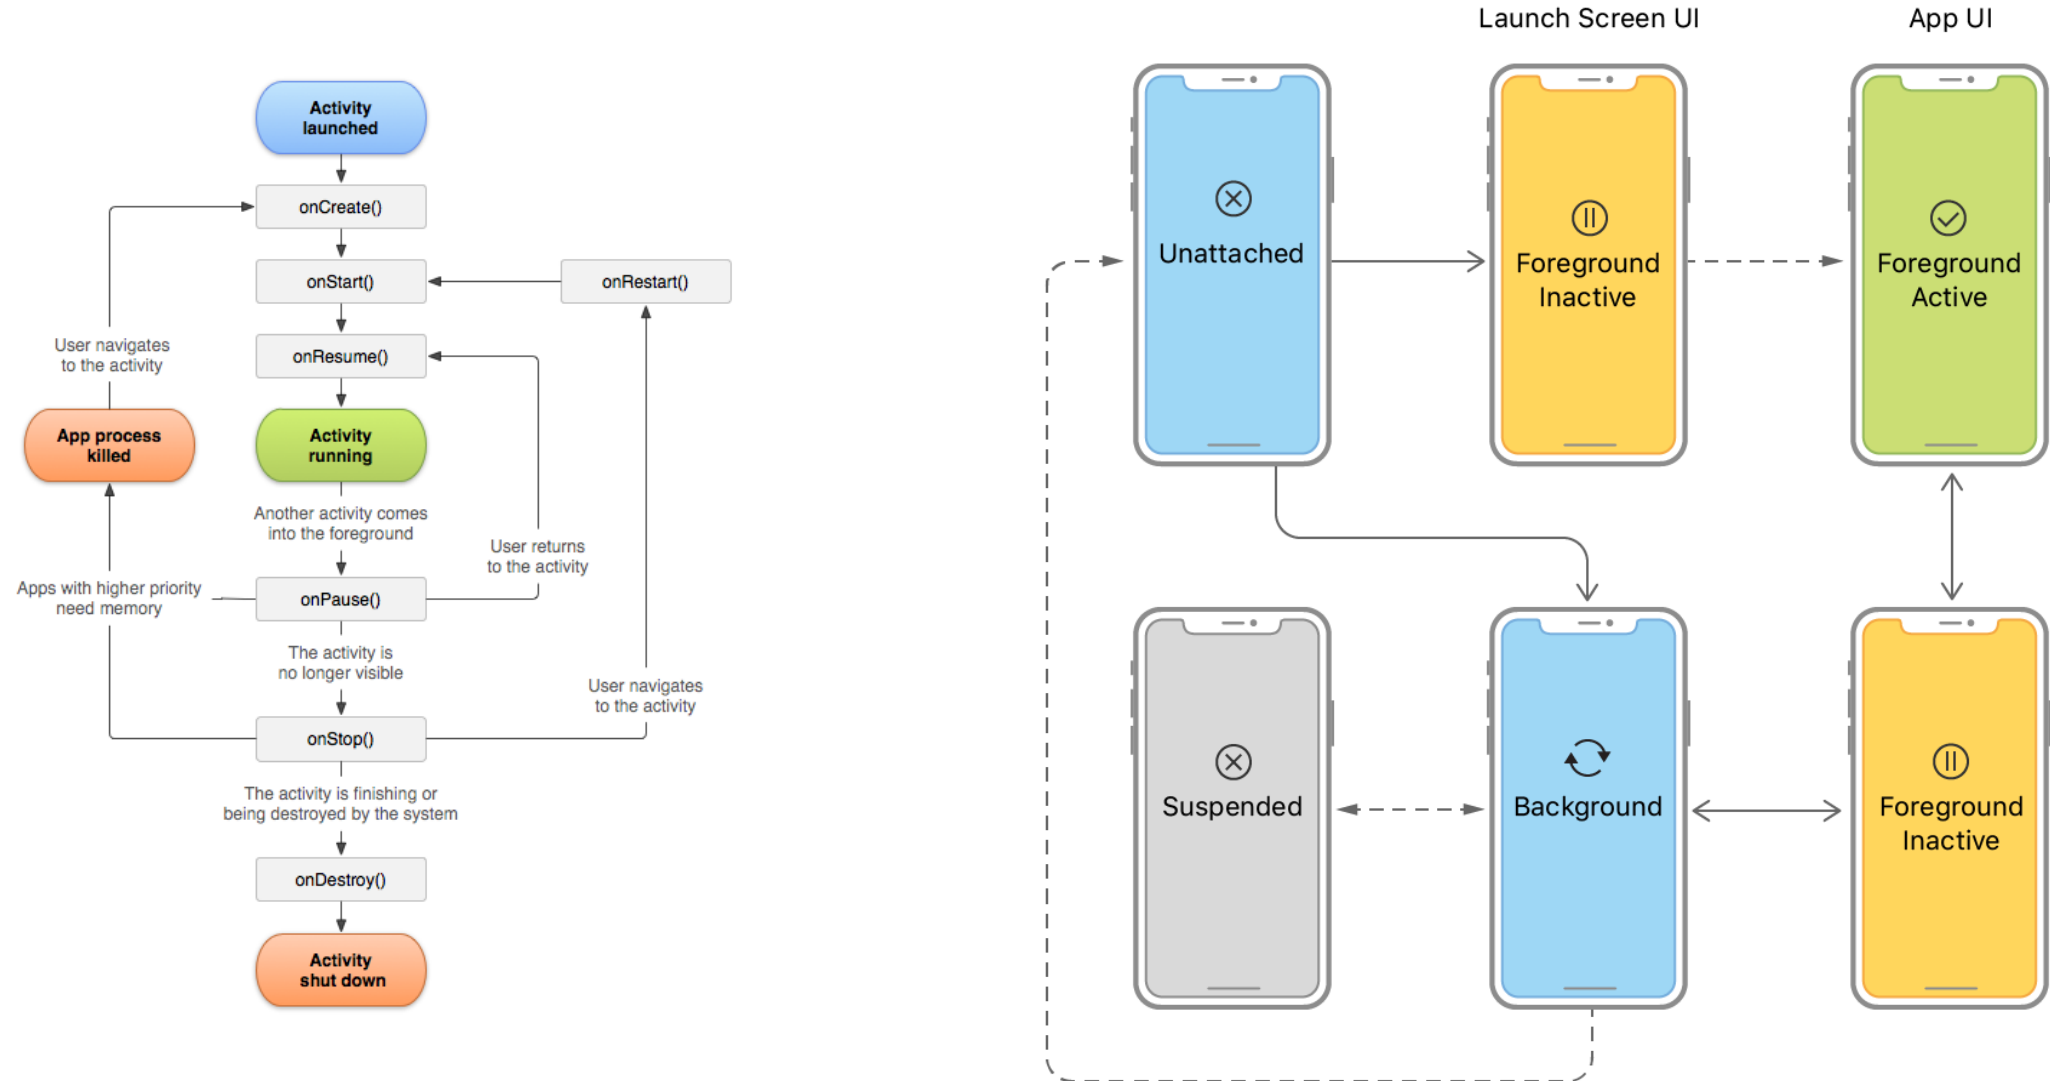 Activity
launched
onCreate()
onStart()
onRestart()
User navigates
to the activity
onResume()
App process
killed
Activity
running
Another activity comes
into the foreground
User returns
to the activity
Apps with higher priority
need memory
onPause()
The activity is
no longer visible
User navigates
to the activity
onStop()
The activity is finishing or
being destroyed by the system
onDestroy()
Activity
shut down
Launch Screen UI
App UI
Unattached
Foreground
Inactive
Foreground
Active
Suspended
Background
Foreground
Inactive